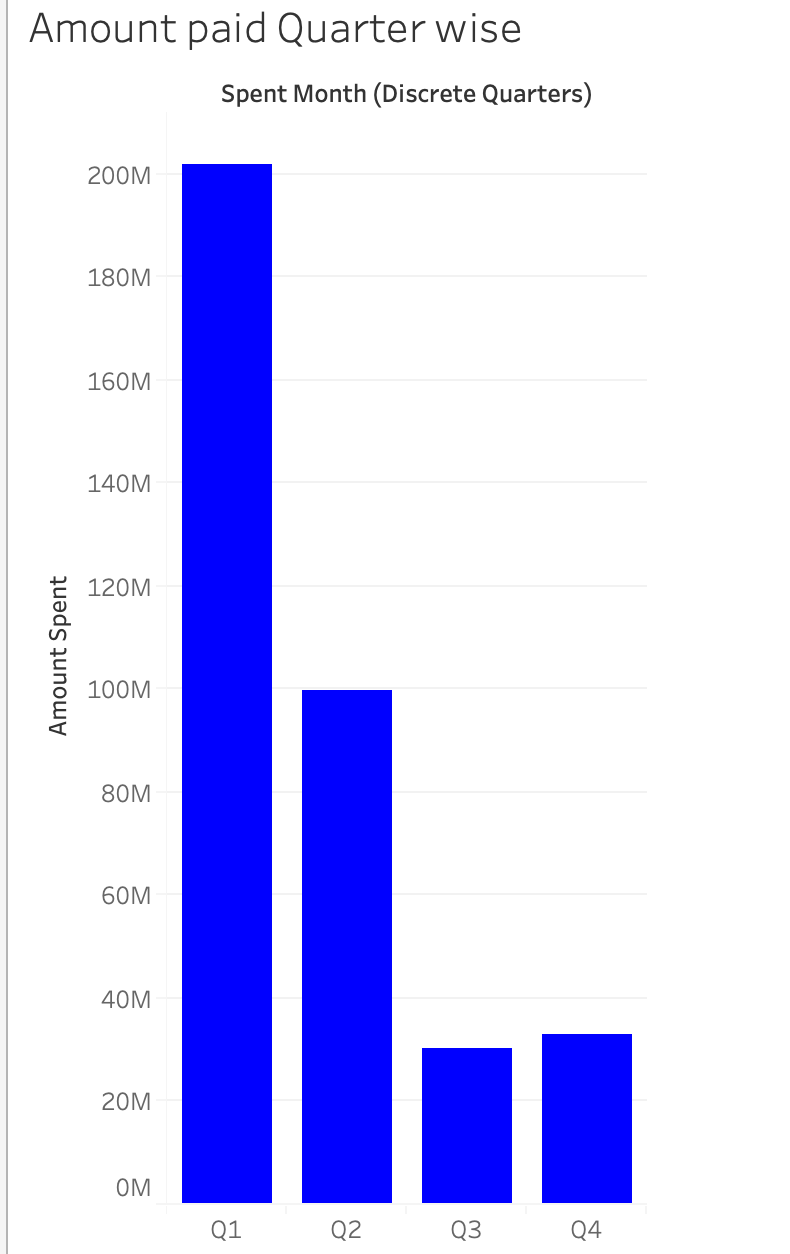 Amount paid Quarter wise
Spent Month (Discrete Quarters)
Amount Spent
200M
180M
160M
140M
120M
100M
80M
60M
40M
20M
0M
Q1 Q2 Q3 Q4